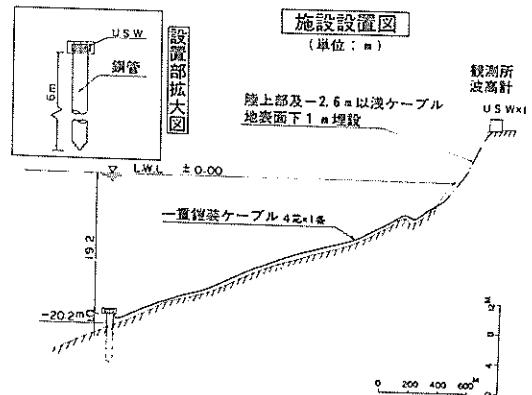 施設設置図
(単位：m)
USW
鋼管
6m
設置部拡大図
観測所
波高計
陸上部及-2.6m以浅ケーブル
地表面下1m埋設
L.W.L ±0.00
一重鎧装ケーブル 4芯×1条
19.2
-20.2m
12
8
4
0 200 400 600